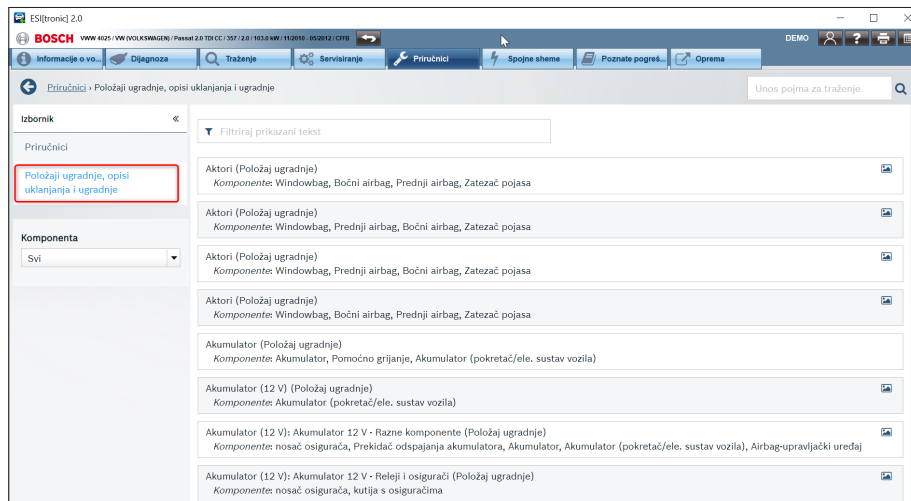 ESI[tronic] 2.0
BOSCH VWW 4025 / VW (VOLKSWAGEN) / Passat 2.0 TDI CC / 357 / 2.0 / 103.0 kW / 11/2010 - 05/2012 / CFFB
DEMO
?
Informacije o vo...
Dijagnoza
Traženje
Servisiranje
Priručnici
Spojne sheme
Poznate pogreš...
Oprema
Priručnici › Položaji ugradnje, opisi uklanjanja i ugradnje
Unos pojma za traženje
Izbornik «
Priručnici
Položaji ugradnje, opisi
uklanjanja i ugradnje
Komponenta
Svi
Filtriraj prikazani tekst
Aktori (Položaj ugradnje)
Komponente: Windowbag, Bočni airbag, Prednji airbag, Zatezač pojasa
Aktori (Položaj ugradnje)
Komponente: Windowbag, Prednji airbag, Bočni airbag, Zatezač pojasa
Aktori (Položaj ugradnje)
Komponente: Windowbag, Prednji airbag, Bočni airbag, Zatezač pojasa
Aktori (Položaj ugradnje)
Komponente: Windowbag, Bočni airbag, Prednji airbag, Zatezač pojasa
Akumulator (Položaj ugradnje)
Komponente: Akumulator, Pomoćno grijanje, Akumulator (pokretač/ele. sustav vozila)
Akumulator (12 V) (Položaj ugradnje)
Komponente: Akumulator (pokretač/ele. sustav vozila)
Akumulator (12 V): Akumulator 12 V - Razne komponente (Položaj ugradnje)
Komponente: nosač osigurača, Prekidač odspajanja akumulatora, Akumulator, Akumulator (pokretač/ele. sustav vozila), Airbag-upravljački uređaj
Akumulator (12 V): Akumulator 12 V - Releji i osigurači (Položaj ugradnje)
Komponente: nosač osigurača, kutija s osiguračima